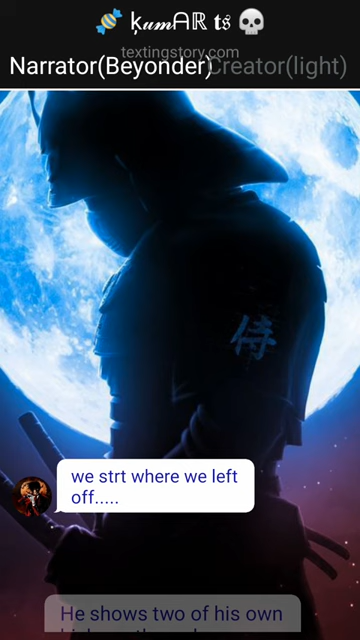 🍬 ķ𝓾𝓶ᗩℝ 𝖙𝖘 💀
textingstory.com
Narrator(Beyonder) Creator(light)
侍
we strt where we left
off.....
He shows two of his own